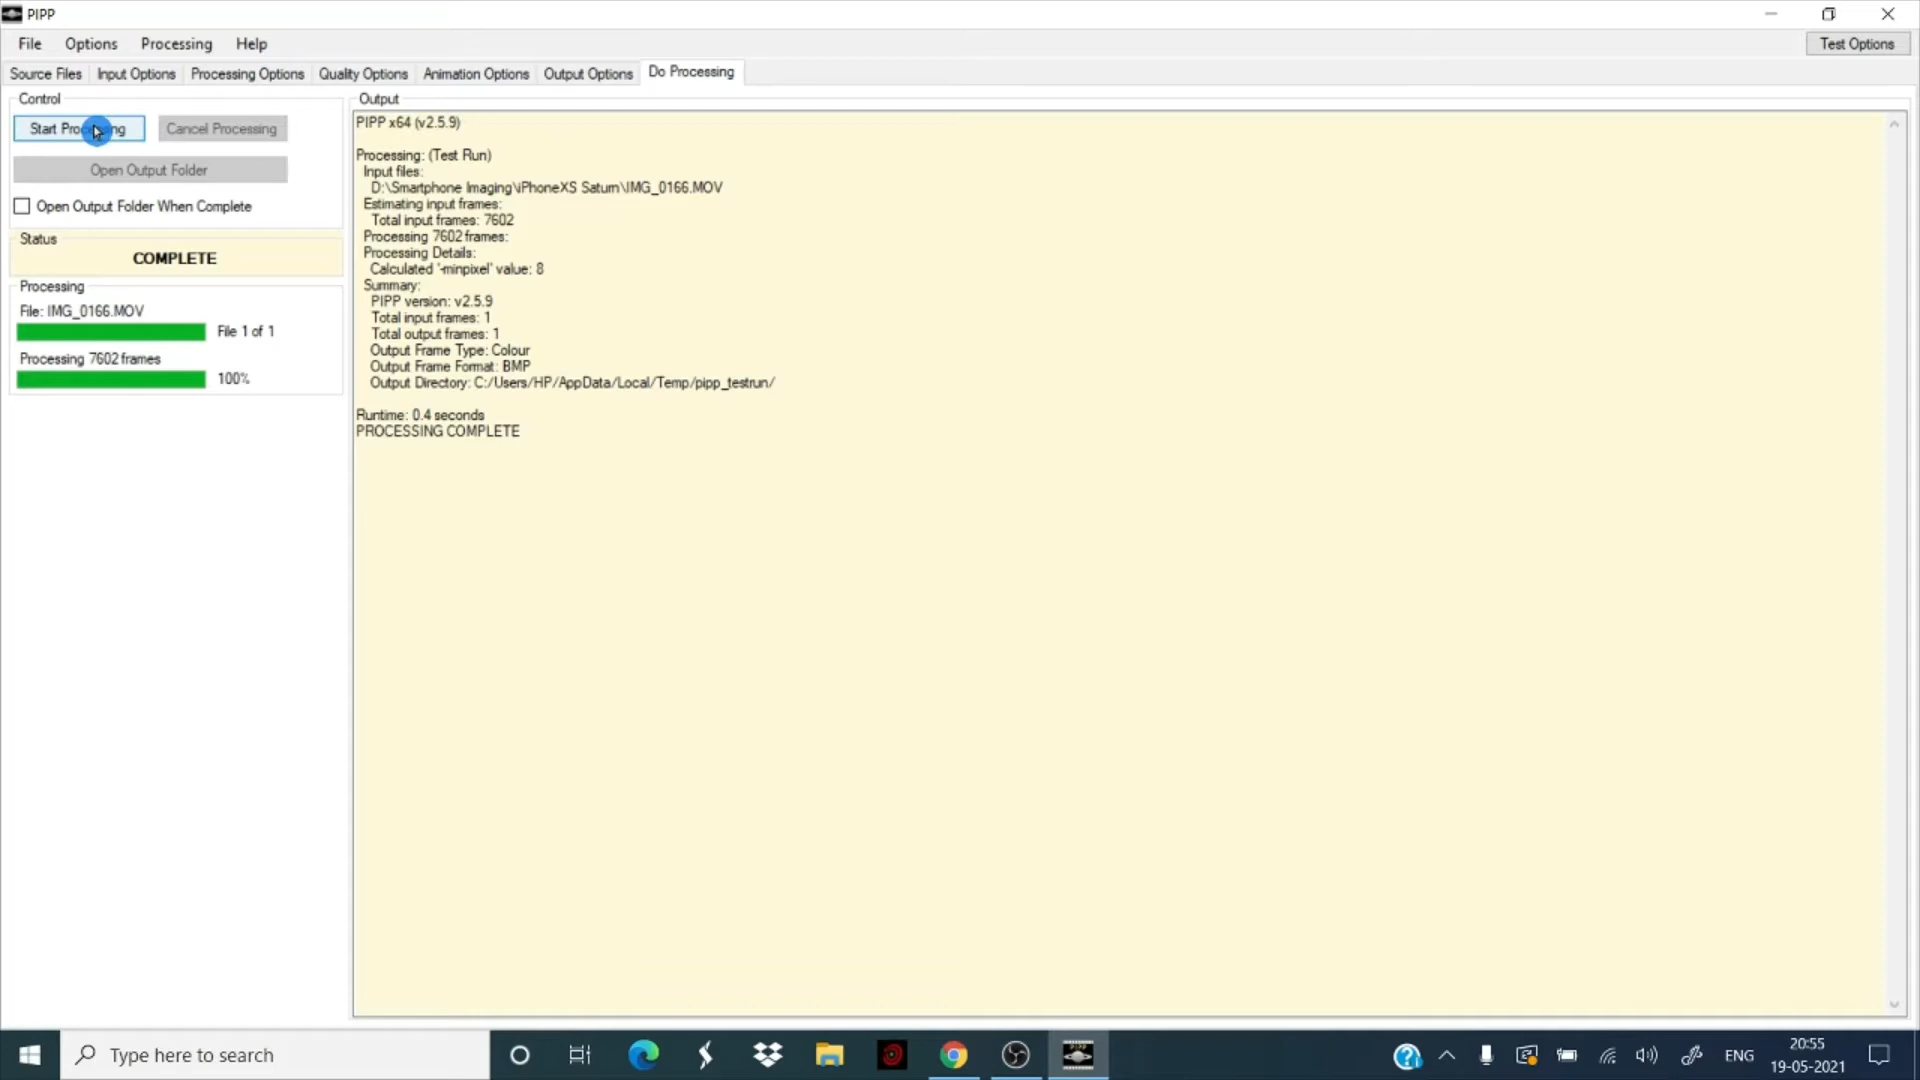 PIPP
File Options Processing Help
Test Options
Source Files Input Options Processing Options Quality Options Animation Options Output Options Do Processing
Control
Start Processing Cancel Processing
Open Output Folder
Open Output Folder When Complete
Status
COMPLETE
Processing
File: IMG_0166.MOV
File 1 of 1
Processing 7602 frames
100%
Output
PIPP x64 (v2.5.9)
Processing: (Test Run)
Input files:
D:\Smartphone Imaging\iPhoneXS Saturn\IMG_0166.MOV
Estimating input frames:
Total input frames: 7602
Processing 7602 frames:
Processing Details:
Calculated '-minpixel' value: 8
Summary:
PIPP version: v2.5.9
Total input frames: 1
Total output frames: 1
Output Frame Type: Colour
Output Frame Format: BMP
Output Directory: C:/Users/HP/AppData/Local/Temp/pipp_testrun/
Runtime: 0.4 seconds
PROCESSING COMPLETE
Type here to search
ENG
20:55
19-05-2021